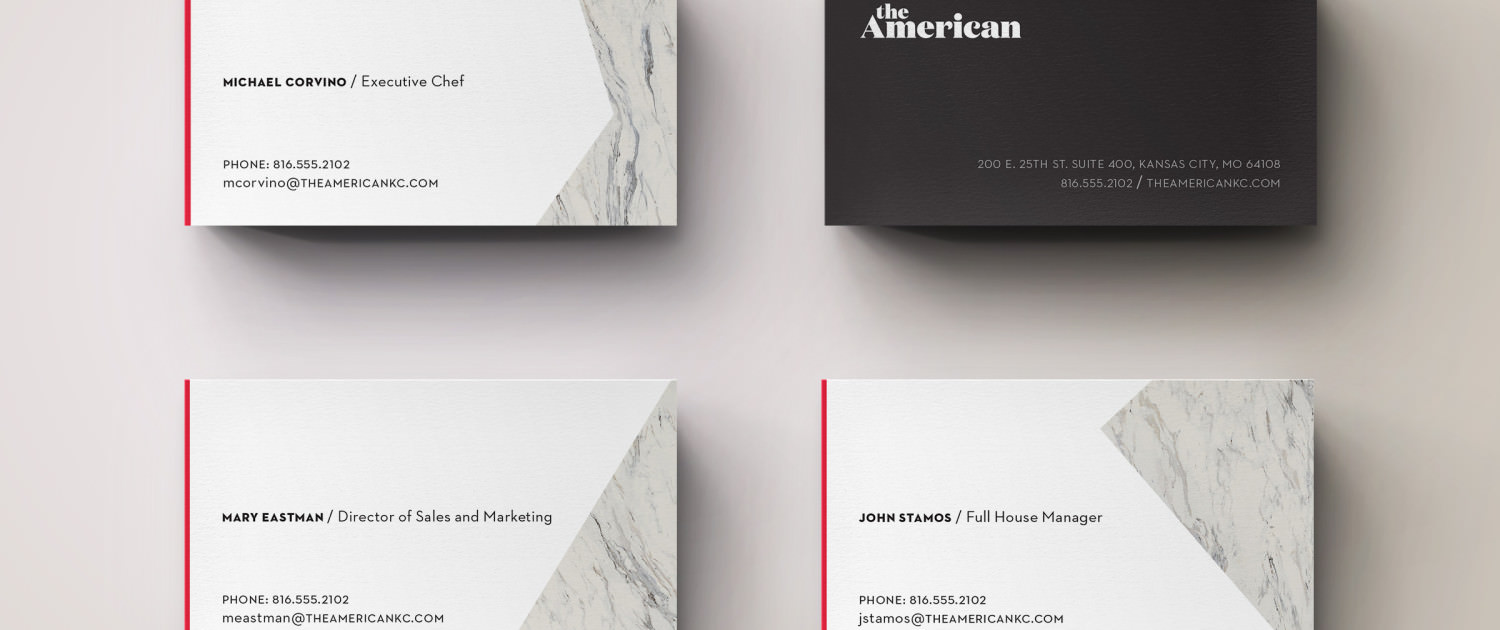 MICHAEL CORVINO / Executive Chef
PHONE: 816.555.2102
mcorvino@THEAMERICANKC.COM
the
American
200 E. 25TH ST. SUITE 400, KANSAS CITY, MO 64108
816.555.2102 / THEAMERICANKC.COM
MARY EASTMAN / Director of Sales and Marketing
PHONE: 816.555.2102
meastman@THEAMERICANKC.COM
JOHN STAMOS / Full House Manager
PHONE: 816.555.2102
jstamos@THEAMERICANKC.COM